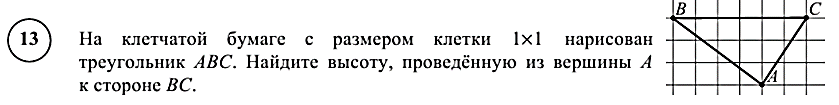 13
На клетчатой бумаге с размером клетки 1×1 нарисован
треугольник ABC. Найдите высоту, проведённую из вершины A
к стороне BC.
B
C
A